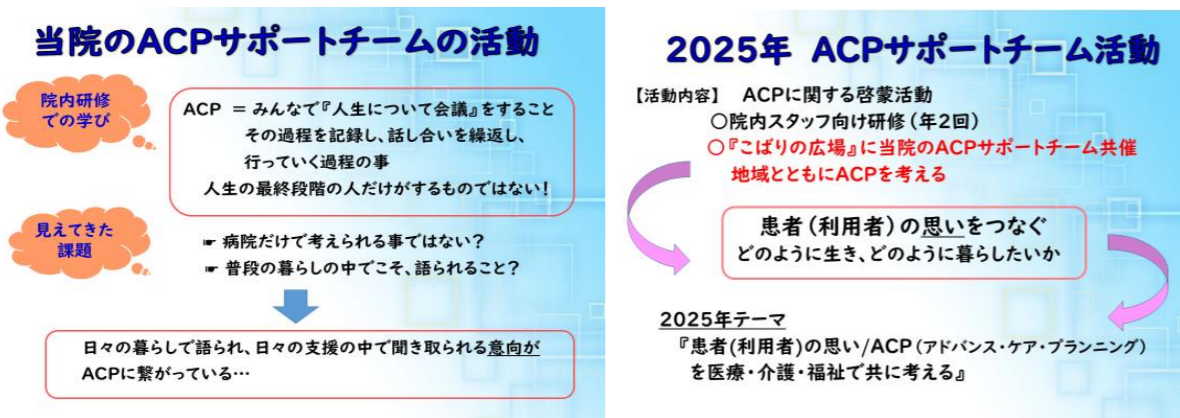 当院のACPサポートチームの活動
院内研修
での学び
ACP ＝ みんなで『人生について会議』をすること
その過程を記録し、話し合いを繰返し、
行っていく過程の事
人生の最終段階の人だけがするものではない！
見えてきた
課題
☛ 病院だけで考えられる事ではない？
☛ 普段の暮らしの中でこそ、語られること？
日々の暮らしで語られ、日々の支援の中で聞き取られる意向が
ACPに繋がっている…
2025年 ACPサポートチーム活動
【活動内容】 ACPに関する啓蒙活動
○院内スタッフ向け研修（年2回）
○『こばりの広場』に当院のACPサポートチーム共催
地域とともにACPを考える
患者（利用者）の思いをつなぐ
どのように生き、どのように暮らしたいか
2025年テーマ
『患者(利用者)の思い/ACP（アドバンス・ケア・プランニング）
を医療・介護・福祉で共に考える』